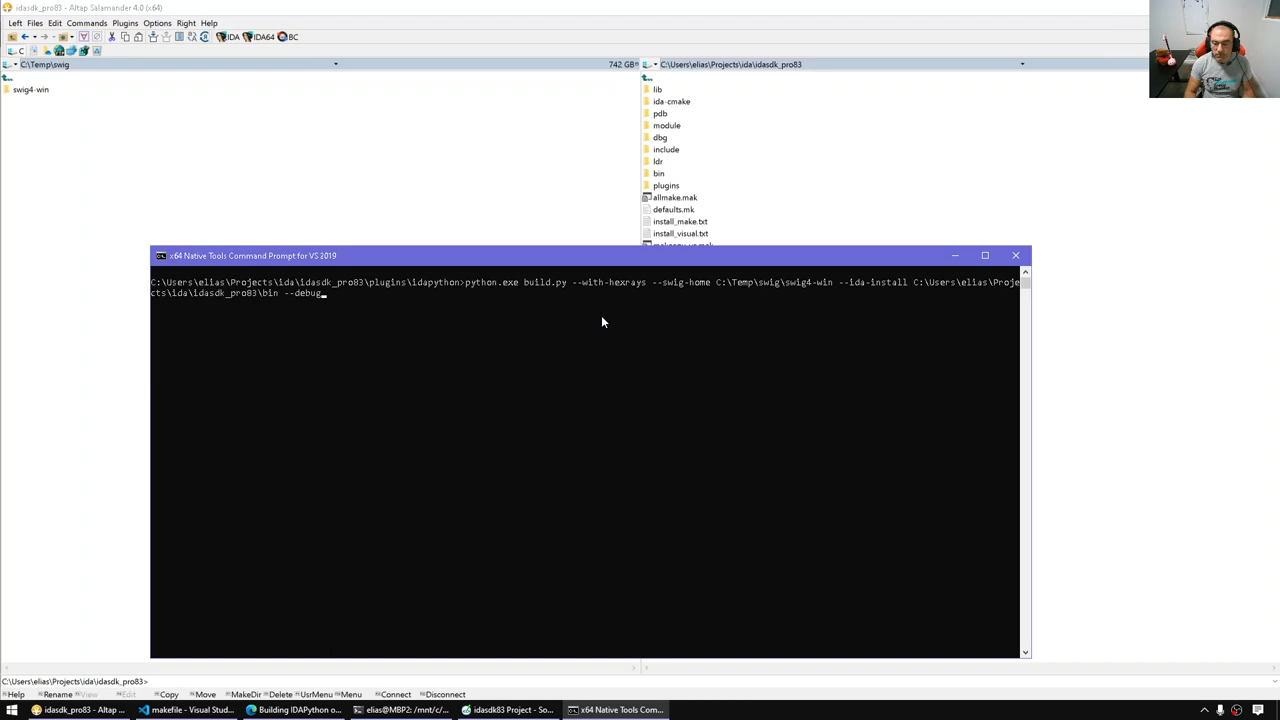 idasdk_pro83 - Altap Salamander 4.0 (x64)
Left Files Edit Commands Plugins Options Right Help
IDA IDA64 BC
C
C:\Temp\swig 742 GB C:\Users\elias\Projects\ida\idasdk_pro83
swig4-win
lib
ida-cmake
pdb
module
dbg
include
ldr
bin
plugins
allmake.mak
defaults.mk
install_make.txt
install_visual.txt
x64 Native Tools Command Prompt for VS 2019
C:\Users\elias\Projects\ida\idasdk_pro83\plugins\idapython>python.exe build.py --with-hexrays --swig-home C:\Temp\swig\swig4-win --ida-install C:\Users\elias\Proje
cts\ida\idasdk_pro83\bin --debug_
C:\Users\elias\Projects\ida\idasdk_pro83>
Help Rename View Edit Copy Move MakeDir Delete UsrMenu Menu Connect Disconnect
idasdk_pro83 - Altap ... makefile - Visual Stud... Building IDAPython o... elias@MBP2: /mnt/c/... idasdk83 Project - So... x64 Native Tools Com...